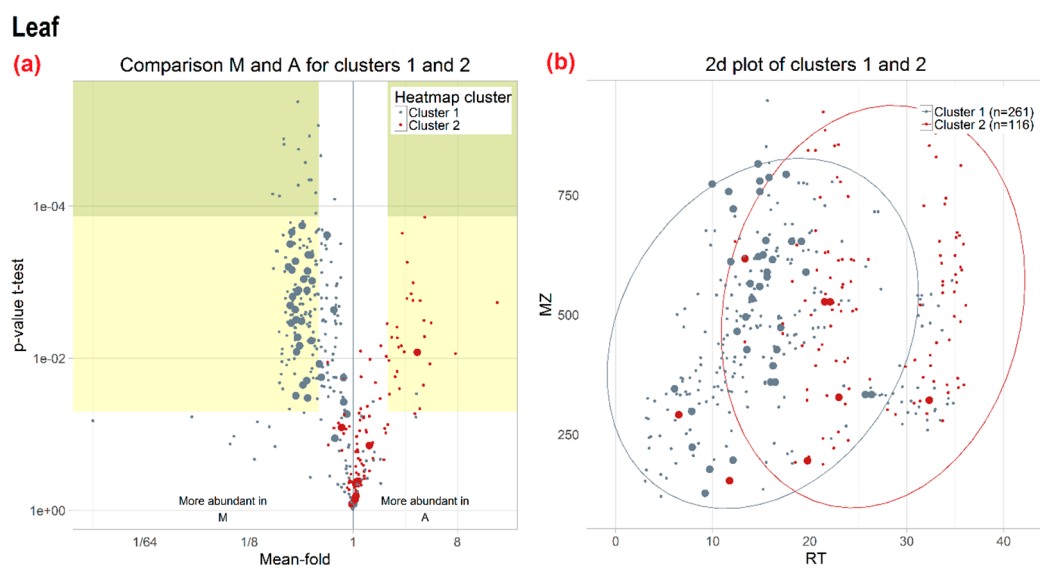 Leaf
(a)
Comparison M and A for clusters 1 and 2
Heatmap cluster
Cluster 1
Cluster 2
p-value t-test
1e-04
1e-02
1e+00
More abundant in
M
More abundant in
A
1/64
1/8
1
8
Mean-fold
(b)
2d plot of clusters 1 and 2
Cluster 1 (n=261)
Cluster 2 (n=116)
MZ
750
500
250
0
10
20
30
40
RT